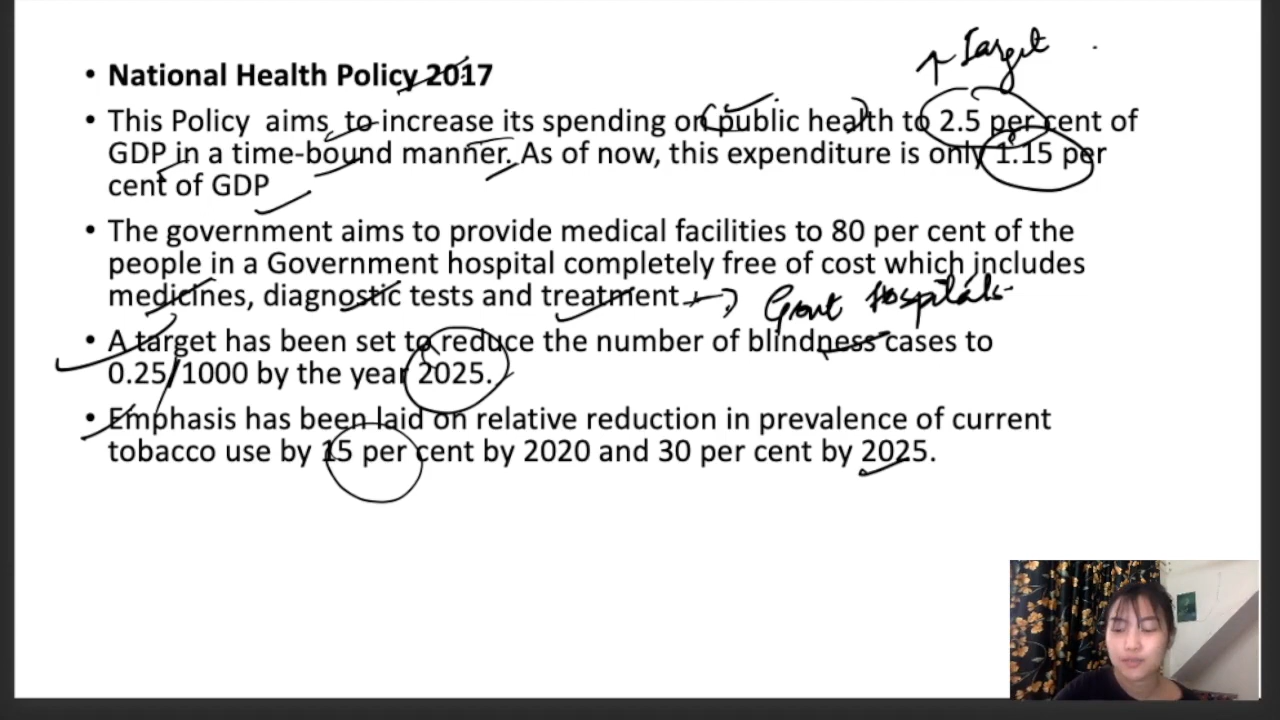 ↑ Target
• National Health Policy 2017
• This Policy aims to increase its spending on public health to 2.5 per cent of
GDP in a time-bound manner. As of now, this expenditure is only 1.15 per
cent of GDP
• The government aims to provide medical facilities to 80 per cent of the
people in a Government hospital completely free of cost which includes
medicines, diagnostic tests and treatment → Govt Hospitals
• A target has been set to reduce the number of blindness cases to
0.25/1000 by the year 2025.
• Emphasis has been laid on relative reduction in prevalence of current
tobacco use by 15 per cent by 2020 and 30 per cent by 2025.